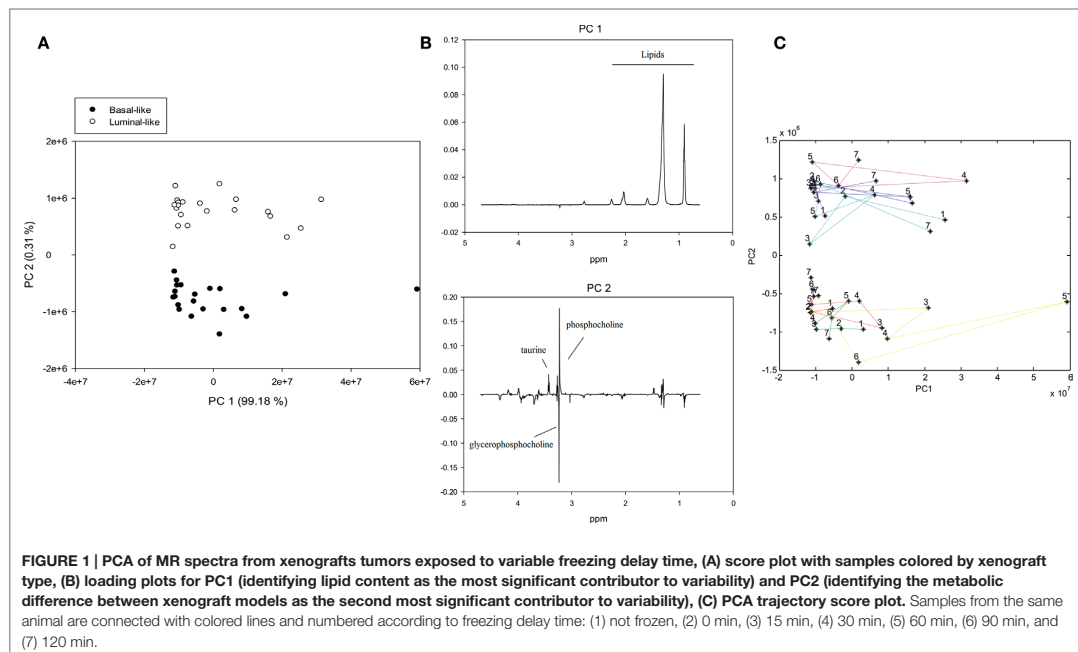 A
Basal-like
Luminal-like
2e+6
1e+6
0
-1e+6
-2e+6
PC 2 (0.31 %)
-4e+7
-2e+7
0
2e+7
4e+7
6e+7
PC 1 (99.18 %)
B
PC 1
Lipids
0.12
0.10
0.08
0.06
0.04
0.02
0.00
-0.02
5
4
3
2
1
0
ppm
PC 2
phosphocholine
taurine
glycerophosphocholine
0.20
0.15
0.10
0.05
0.00
-0.05
-0.10
-0.15
-0.20
5
4
3
2
1
0
ppm
C
x 10⁶
1.5
1
0.5
0
-0.5
-1
-1.5
PC2
-2
-1
0
1
2
3
4
5
6
PC1
x 10⁷
FIGURE 1 | PCA of MR spectra from xenografts tumors exposed to variable freezing delay time, (A) score plot with samples colored by xenograft
type, (B) loading plots for PC1 (identifying lipid content as the most significant contributor to variability) and PC2 (identifying the metabolic
difference between xenograft models as the second most significant contributor to variability), (C) PCA trajectory score plot. Samples from the same
animal are connected with colored lines and numbered according to freezing delay time: (1) not frozen, (2) 0 min, (3) 15 min, (4) 30 min, (5) 60 min, (6) 90 min, and
(7) 120 min.